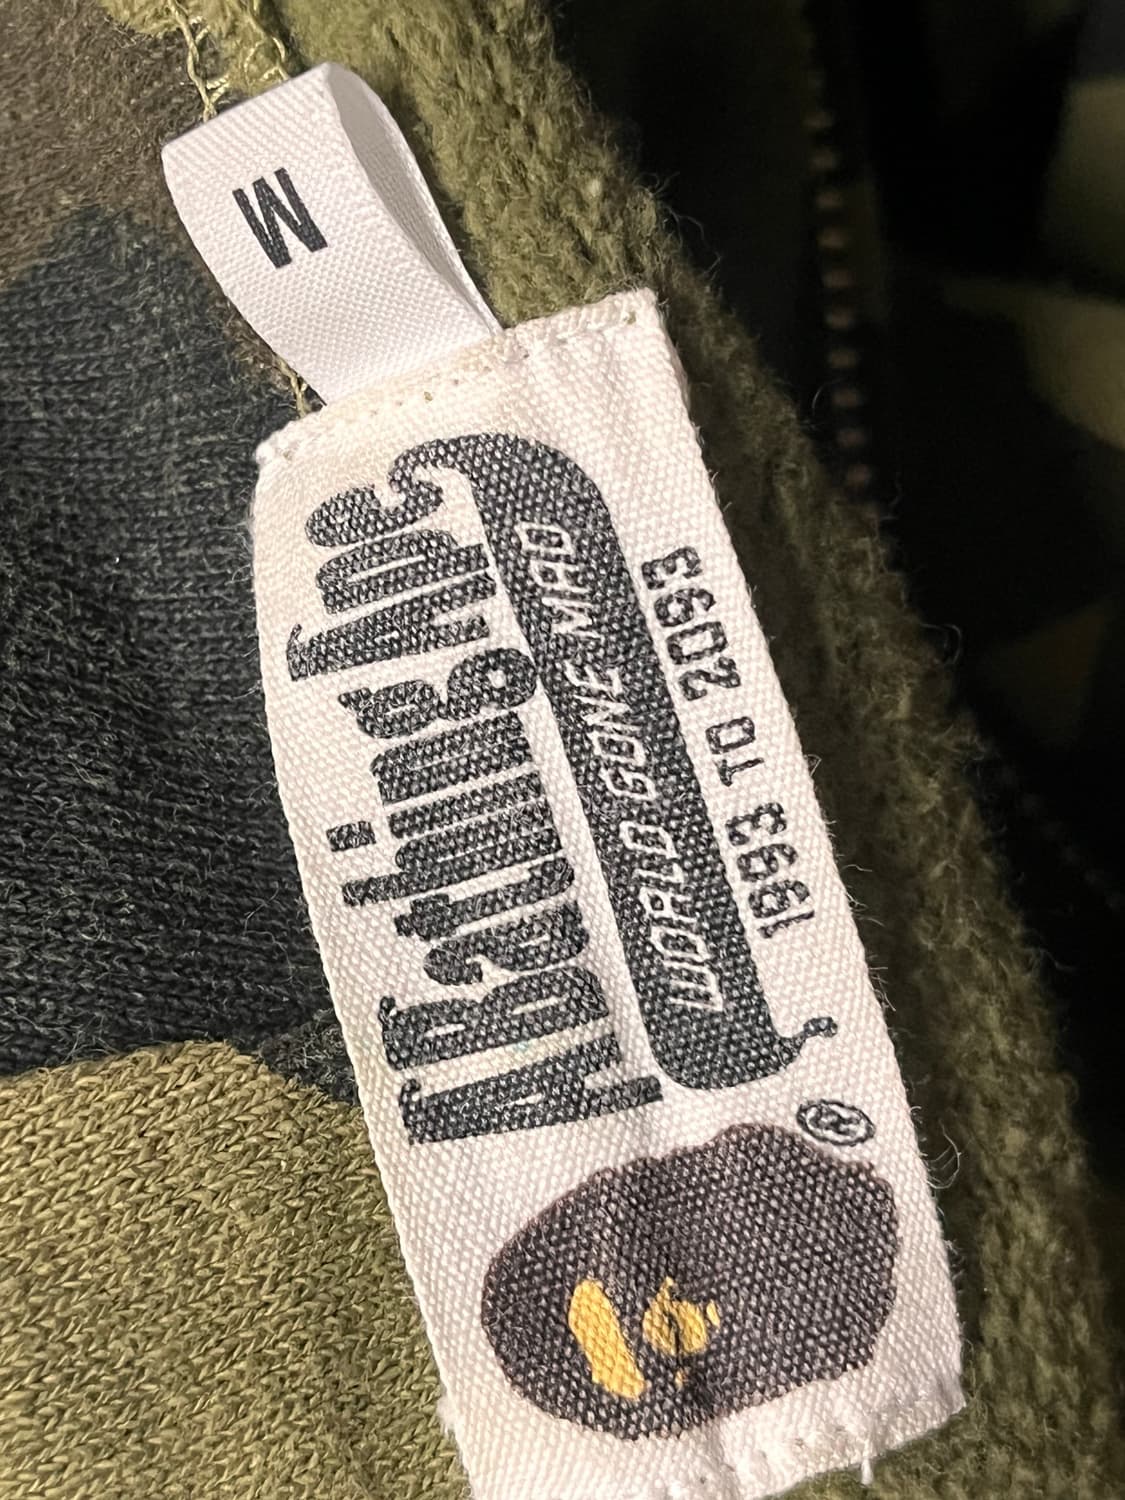 M
A Bathing Ape
WORLD GONE MAD
1993 TO 2093
®